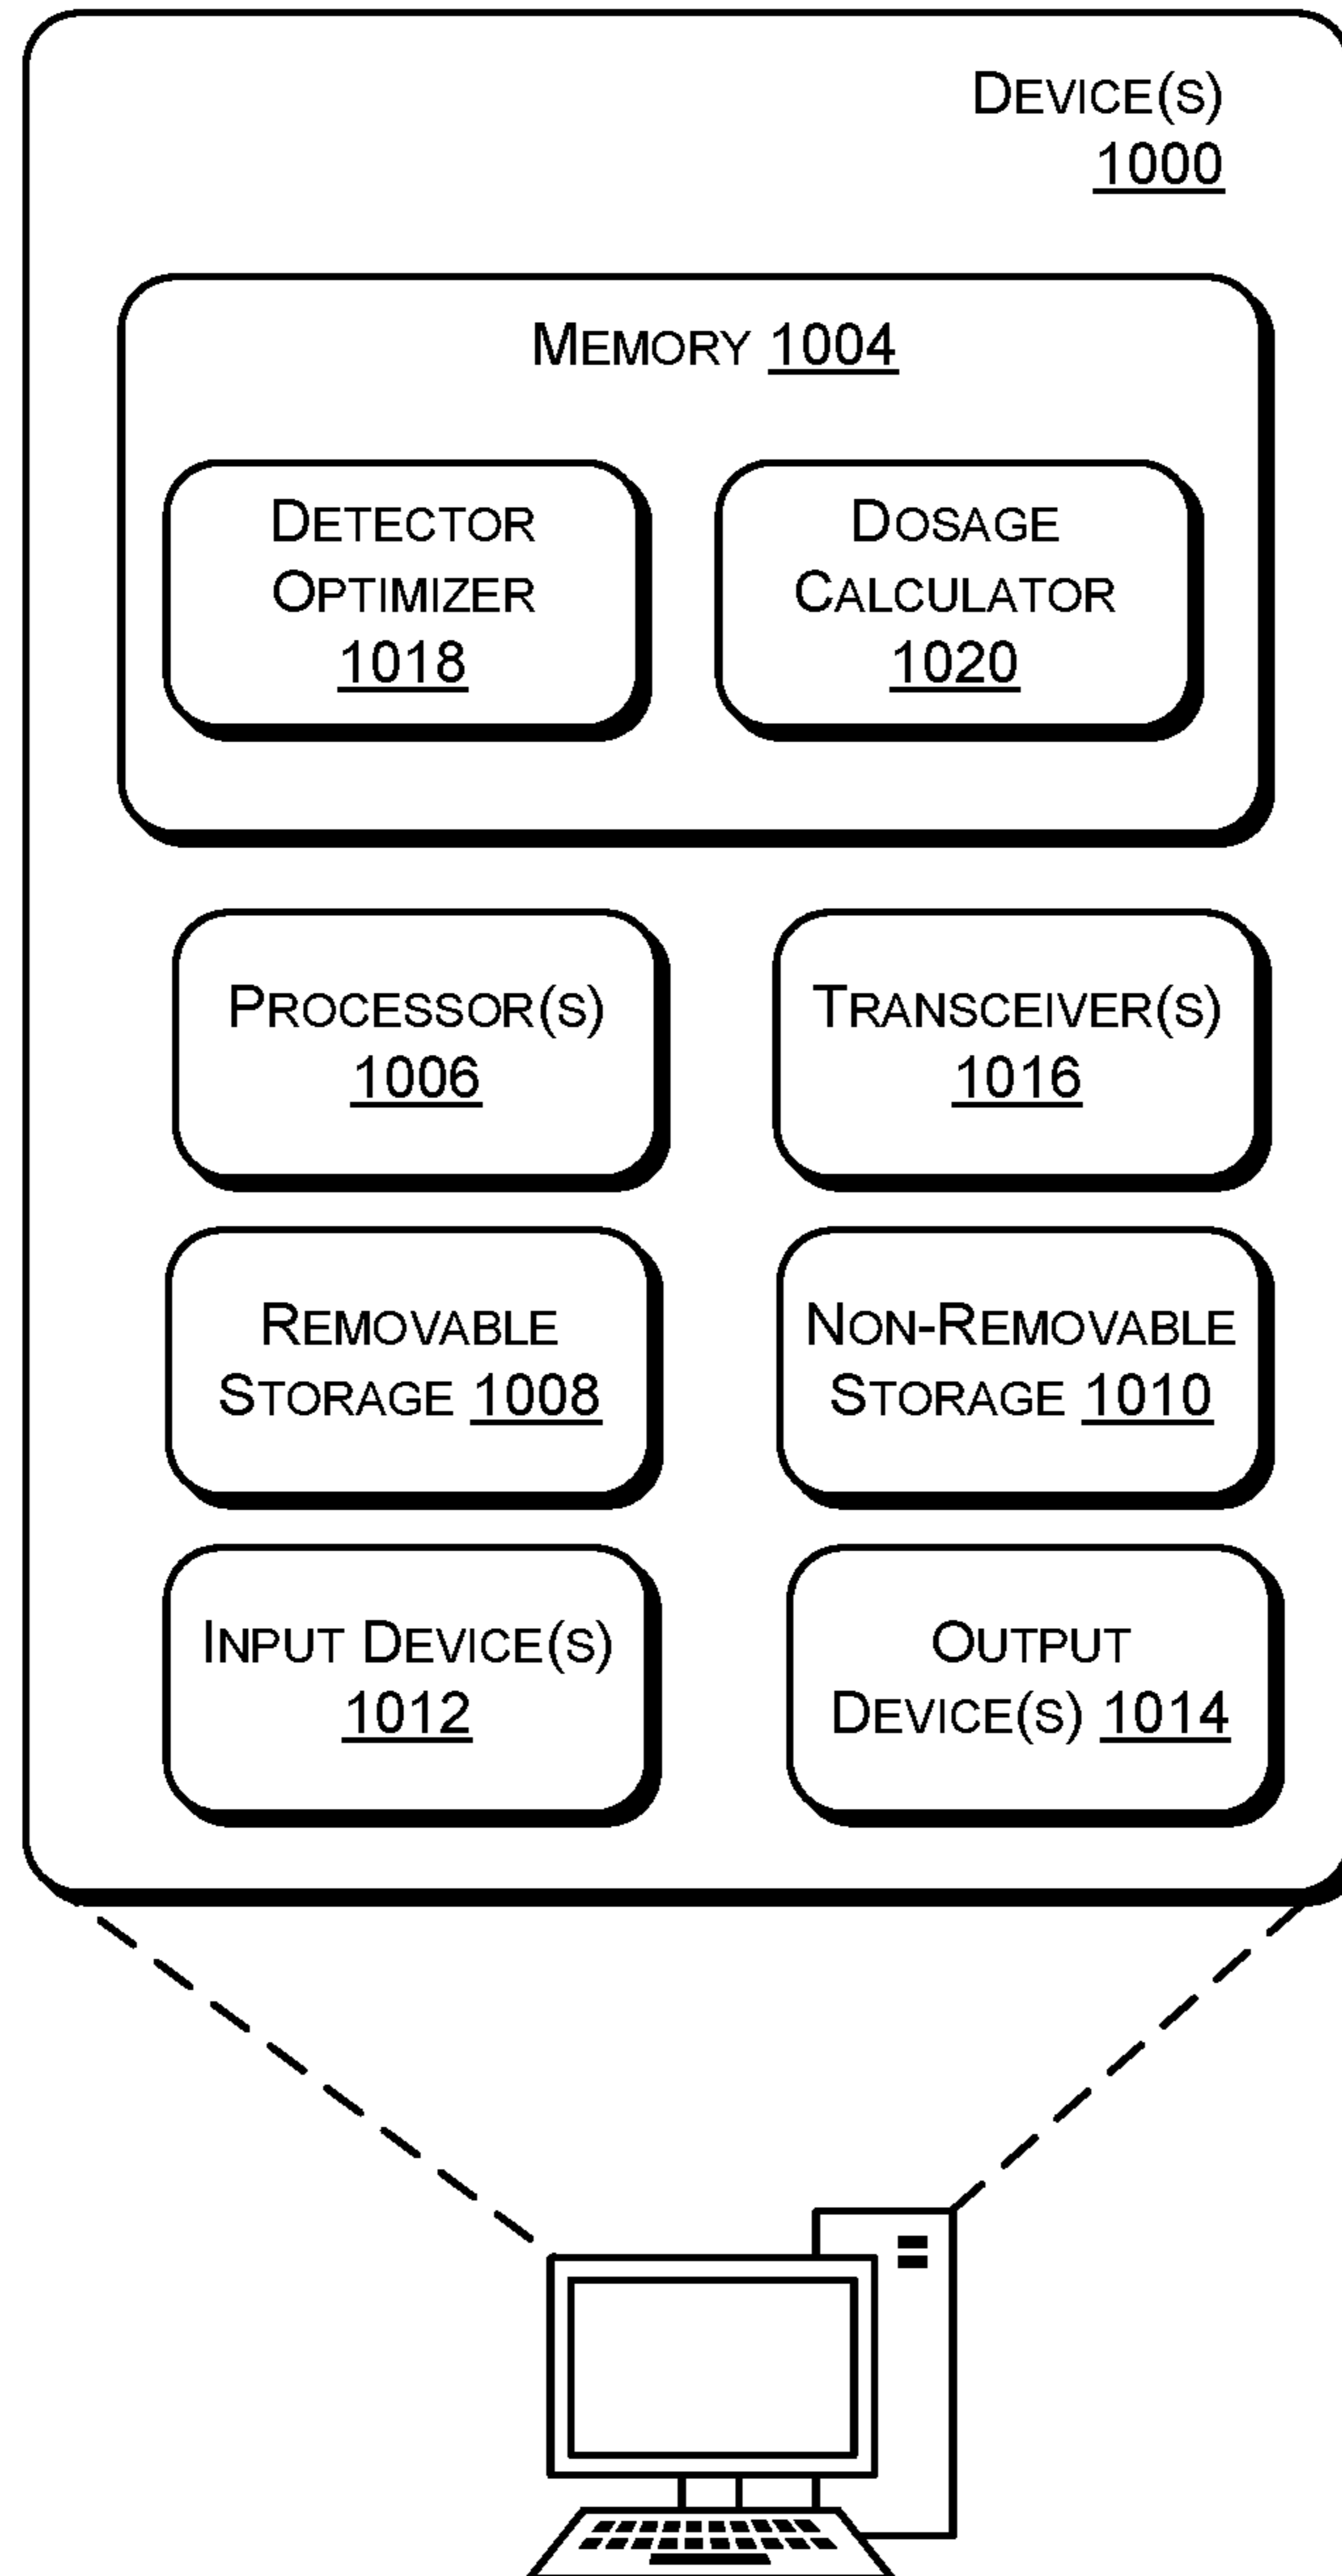 DEVICE(S)
1000
MEMORY 1004
DETECTOR
OPTIMIZER
1018
DOSAGE
CALCULATOR
1020
PROCESSOR(S)
1006
TRANSCEIVER(S)
1016
REMOVABLE
STORAGE 1008
NON-REMOVABLE
STORAGE 1010
INPUT DEVICE(S)
1012
OUTPUT
DEVICE(S) 1014